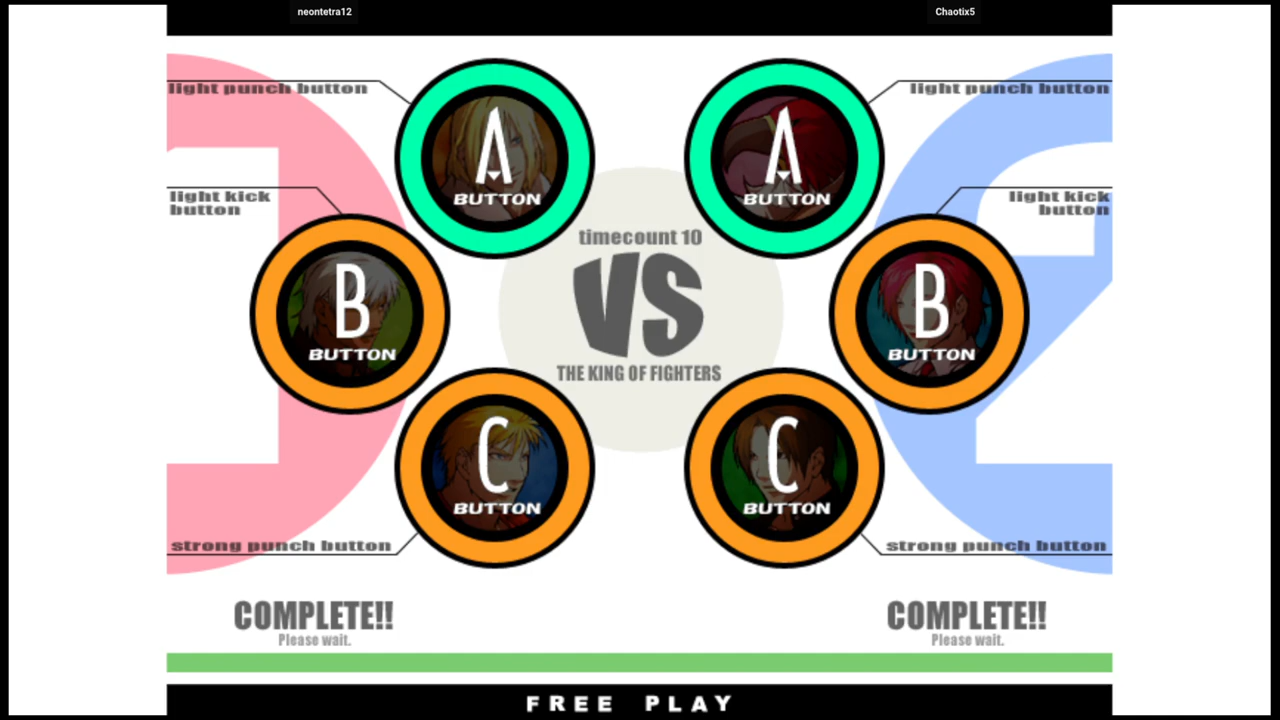 neontetra12
Chaotix5
light punch button
light punch button
A
BUTTON
A
BUTTON
light kick
button
light kick
button
timecount 10
VS
THE KING OF FIGHTERS
B
BUTTON
B
BUTTON
C
BUTTON
C
BUTTON
strong punch button
strong punch button
COMPLETE!!
Please wait.
COMPLETE!!
Please wait.
FREE PLAY